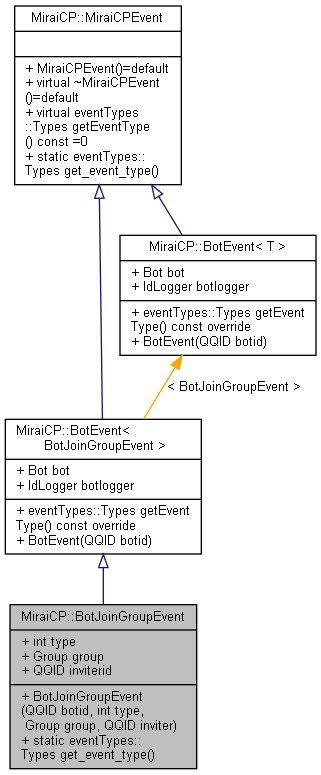 MiraiCP::MiraiCPEvent
+ MiraiCPEvent()=default
+ virtual ~MiraiCPEvent
()=default
+ virtual eventTypes
::Types getEventType
() const =0
+ static eventTypes::
Types get_event_type()
MiraiCP::BotEvent< T >
+ Bot bot
+ IdLogger botlogger
+ eventTypes::Types getEvent
Type() const override
+ BotEvent(QQID botid)
< BotJoinGroupEvent >
MiraiCP::BotEvent<
BotJoinGroupEvent >
+ Bot bot
+ IdLogger botlogger
+ eventTypes::Types getEvent
Type() const override
+ BotEvent(QQID botid)
MiraiCP::BotJoinGroupEvent
+ int type
+ Group group
+ QQID inviterid
+ BotJoinGroupEvent
(QQID botid, int type,
Group group, QQID inviter)
+ static eventTypes::
Types get_event_type()